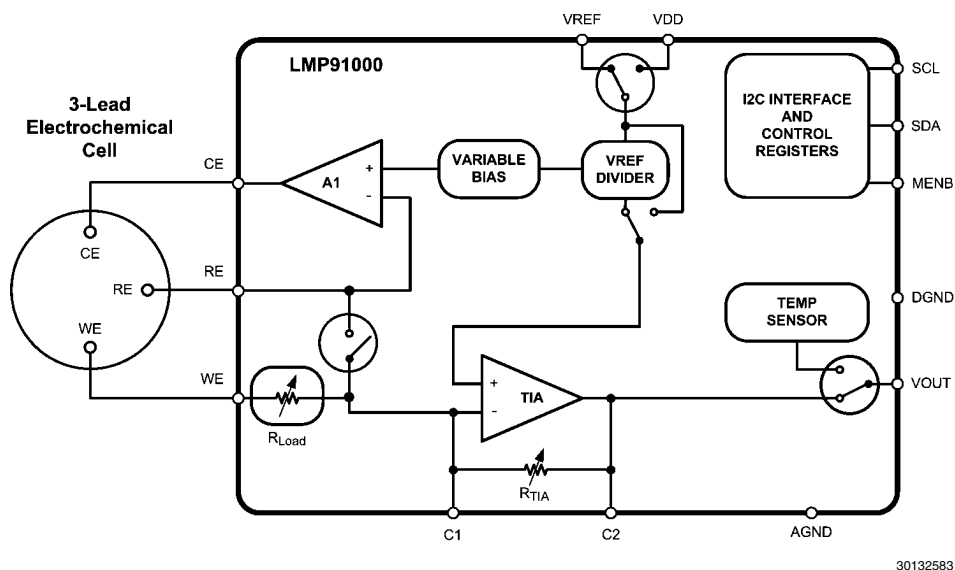 VREF
VDD
LMP91000
SCL
3-Lead
Electrochemical
Cell
I2C INTERFACE
AND
CONTROL
REGISTERS
SDA
MENB
CE
A1
+
-
VARIABLE
BIAS
VREF
DIVIDER
CE
RE
RE
WE
DGND
TEMP
SENSOR
WE
VOUT
+
-
TIA
RLoad
RTIA
C1
C2
AGND
30132583